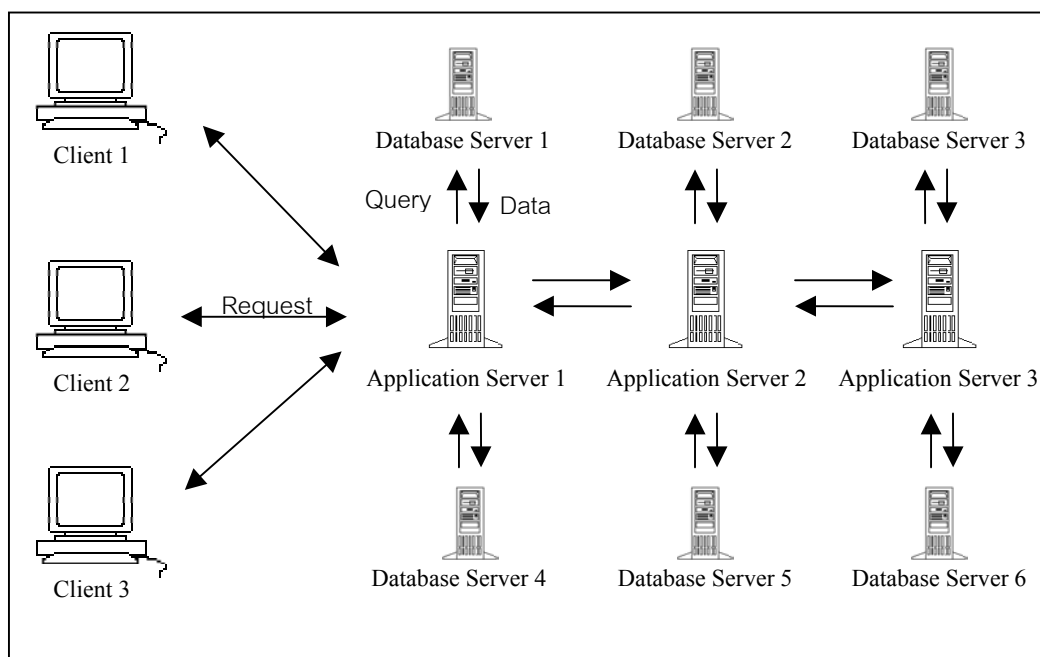 Database Server 1
Database Server 2
Database Server 3
Client 1
Query
Data
Request
Client 2
Application Server 1
Application Server 2
Application Server 3
Client 3
Database Server 4
Database Server 5
Database Server 6